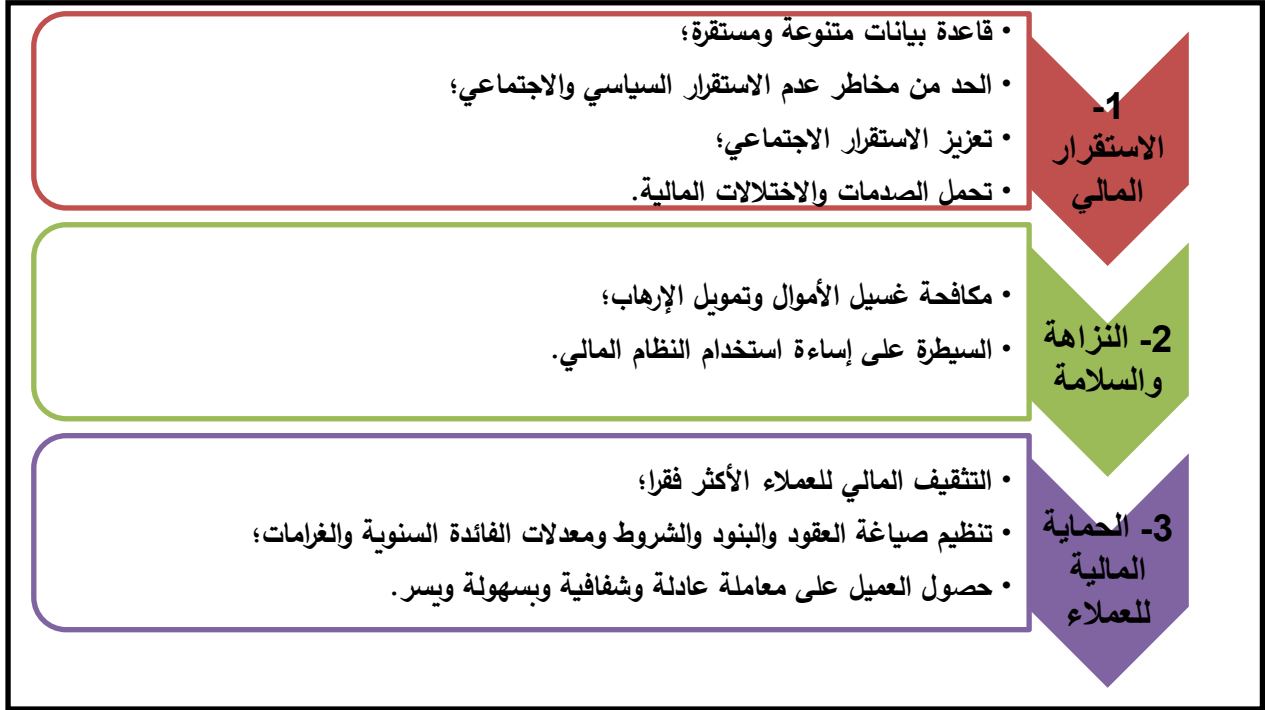 1-
الاستقرار
المالي
• قاعدة بيانات متنوعة ومستقرة؛
• الحد من مخاطر عدم الاستقرار السياسي والاجتماعي؛
• تعزيز الاستقرار الاجتماعي؛
• تحمل الصدمات والاختلالات المالية.
2- النزاهة
والسلامة
• مكافحة غسيل الأموال وتمويل الإرهاب؛
• السيطرة على إساءة استخدام النظام المالي.
3- الحماية
المالية
للعملاء
• التثقيف المالي للعملاء الأكثر فقرا؛
• تنظيم صياغة العقود والبنود والشروط ومعدلات الفائدة السنوية والغرامات؛
• حصول العميل على معاملة عادلة وشفافية وبسهولة ويسر.